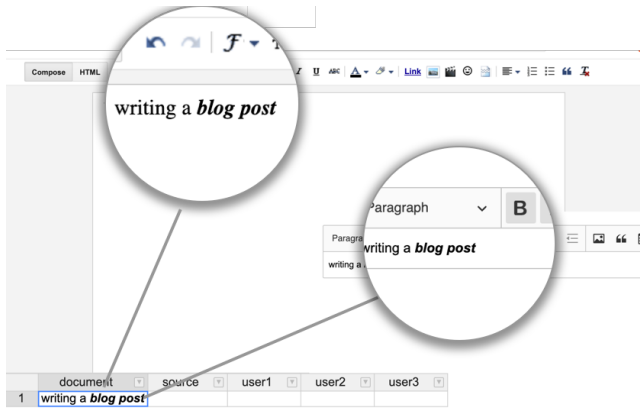 Compose HTML
I U ABC A Link
writing a blog post
Paragraph B
Paragra
writing a blog post
writing a
document source user1 user2 user3
1 writing a blog post